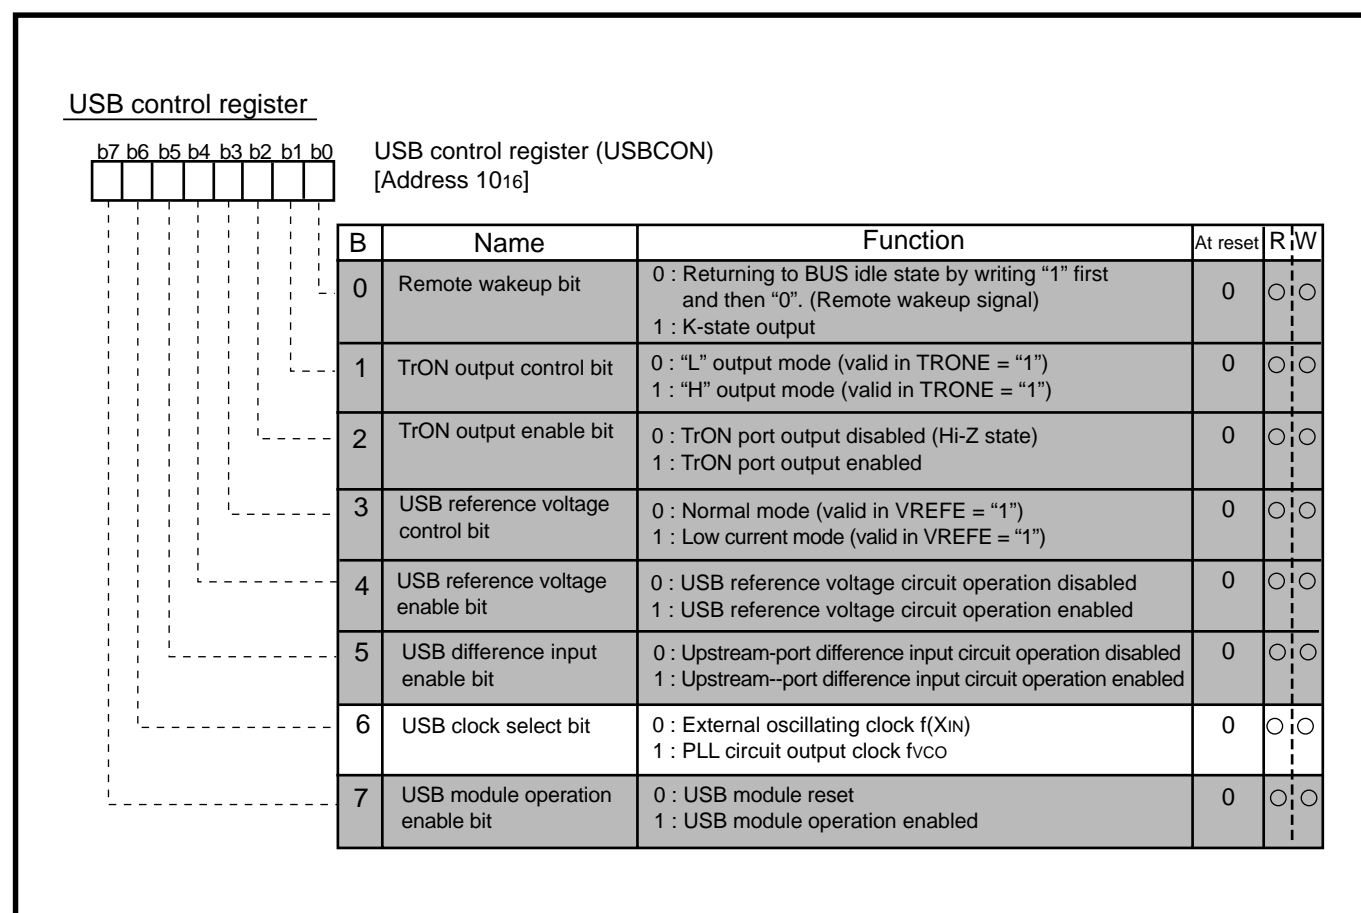 USB control register
b7 b6 b5 b4 b3 b2 b1 b0
USB control register (USBCON)
[Address 1016]
B Name Function At reset R W
0 Remote wakeup bit 0 : Returning to BUS idle state by writing “1” first
and then “0”. (Remote wakeup signal)
1 : K-state output
0 ○ ○
1 TrON output control bit 0 : “L” output mode (valid in TRONE = “1”)
1 : “H” output mode (valid in TRONE = “1”)
0 ○ ○
2 TrON output enable bit 0 : TrON port output disabled (Hi-Z state)
1 : TrON port output enabled
0 ○ ○
3 USB reference voltage
control bit
0 : Normal mode (valid in VREFE = “1”)
1 : Low current mode (valid in VREFE = “1”)
0 ○ ○
4 USB reference voltage
enable bit
0 : USB reference voltage circuit operation disabled
1 : USB reference voltage circuit operation enabled
0 ○ ○
5 USB difference input
enable bit
0 : Upstream-port difference input circuit operation disabled
1 : Upstream--port difference input circuit operation enabled
0 ○ ○
6 USB clock select bit 0 : External oscillating clock f(XIN)
1 : PLL circuit output clock fVCO
0 ○ ○
7 USB module operation
enable bit
0 : USB module reset
1 : USB module operation enabled
0 ○ ○